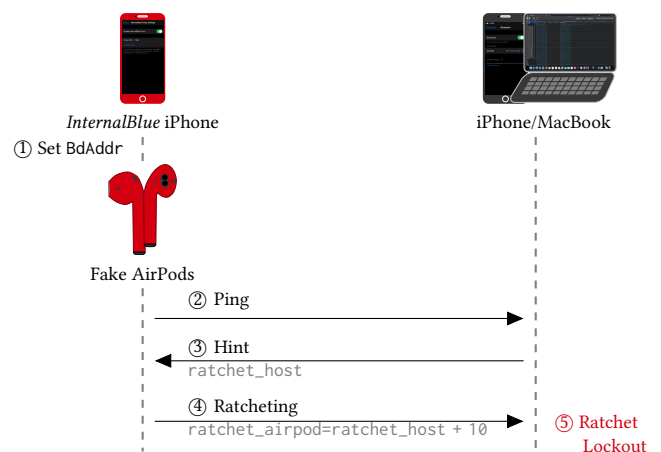 InternalBlue iPhone
iPhone/MacBook
① Set BdAddr
Fake AirPods
② Ping
③ Hint
ratchet_host
④ Ratcheting
ratchet_airpod=ratchet_host + 10
⑤ Ratchet
Lockout